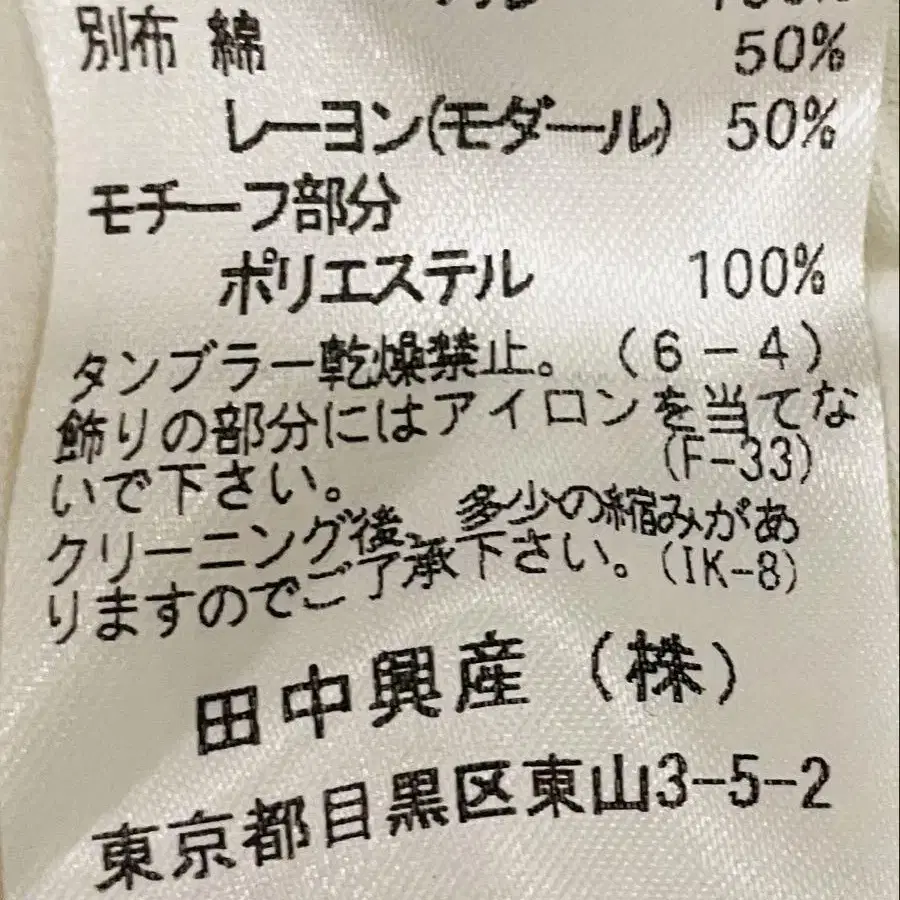 別布 綿 50%
レーヨン(モダール) 50%
モチーフ部分
ポリエステル 100%
タンブラー乾燥禁止。(6-4)
飾りの部分にはアイロンを当てな
いで下さい。(F-33)
クリーニング後、多少の縮みがあ
りますのでご了承下さい。(IK-8)
田中興産(株)
東京都目黒区東山3-5-2